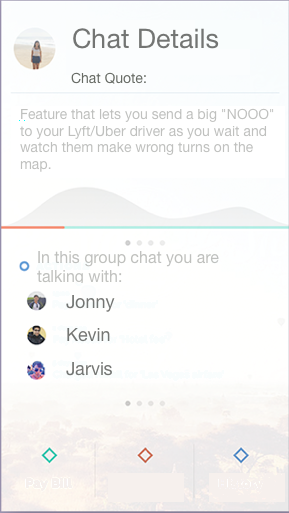 Chat Details
Chat Quote:
Feature that lets you send a big "NOOO"
to your Lyft/Uber driver as you wait and
watch them make wrong turns on the
map.
In this group chat you are
talking with:
Jonny
Kevin
Jarvis
Pay Bill